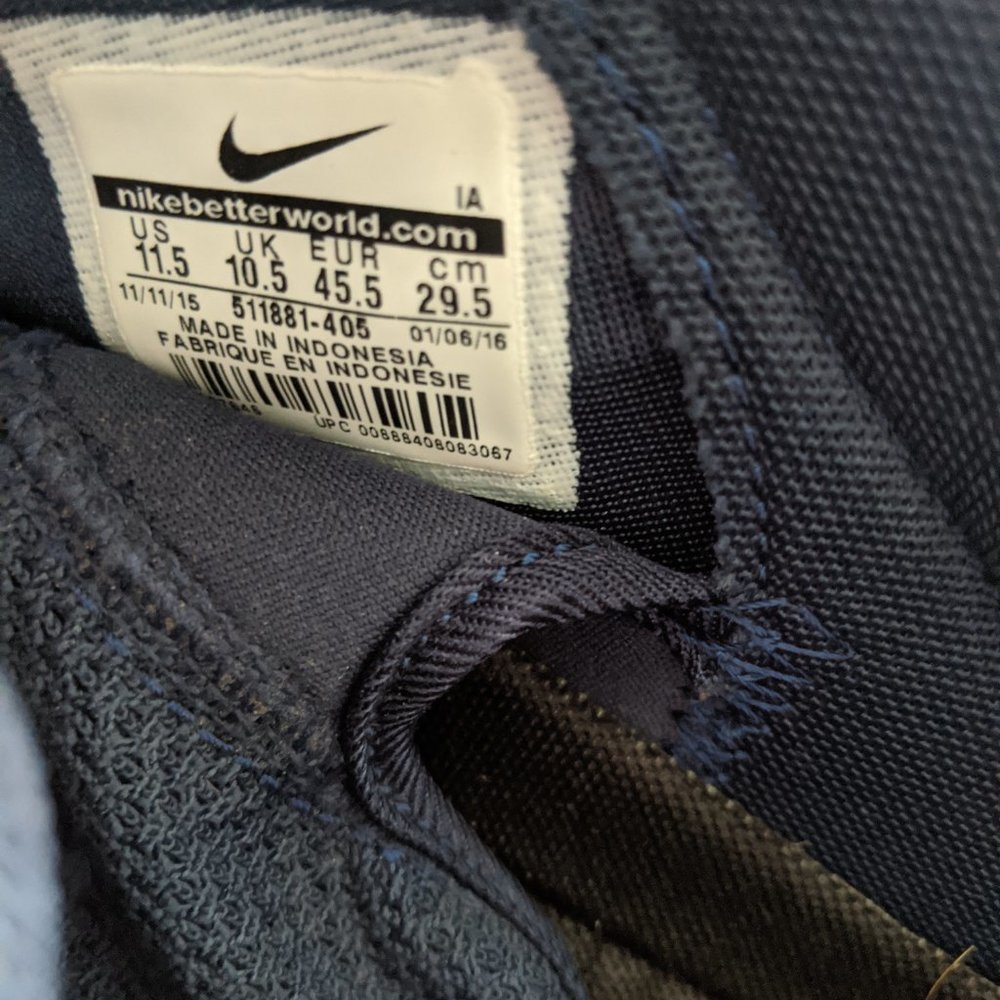 IA
nikebetterworld.com
US UK EUR cm
11.5 10.5 45.5 29.5
11/11/15 511881-405 01/06/16
MADE IN INDONESIA
FABRIQUE EN INDONESIE
UPC 00888408083067